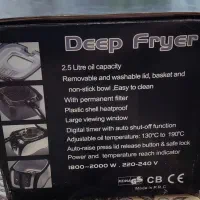 Deep Fryer
2.5 Litre oil capacity
Removable and washable lid, basket and
non-stick bowl .Easy to clean
With permanent filter
Plastic shell heatproof
Large viewing window
Digital timer with auto shut-off function
Adjustable oil temperature: 130°C to 190°C
Auto-raise press lid release button & safe lock
Power and temperature reach indicator
1800-2000 W . 220-240 V
CB CE
Made in P.R.C